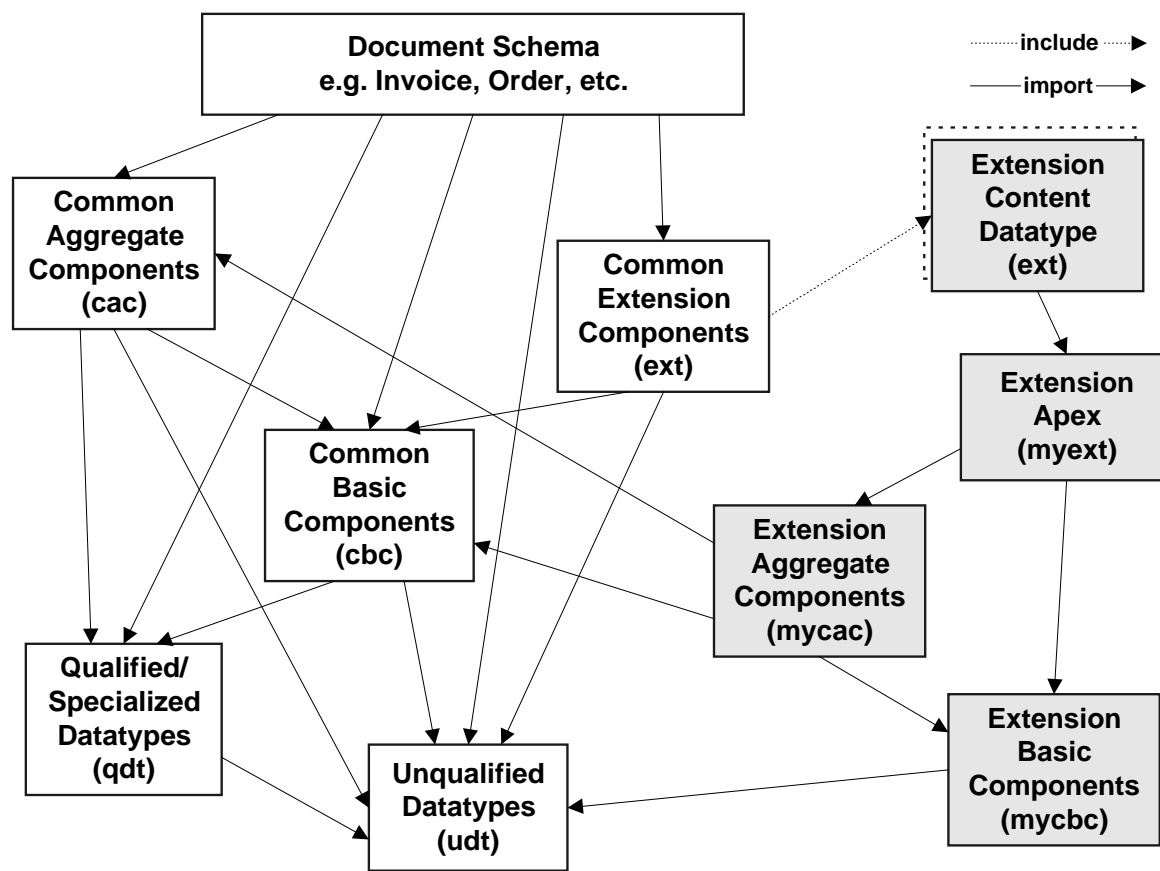 Document Schema
e.g. Invoice, Order, etc.
include
import
Extension
Content
Datatype
(ext)
Common
Aggregate
Components
(cac)
Common
Extension
Components
(ext)
Extension
Apex
(myext)
Common
Basic
Components
(cbc)
Extension
Aggregate
Components
(mycac)
Qualified/
Specialized
Datatypes
(qdt)
Unqualified
Datatypes
(udt)
Extension
Basic
Components
(mycbc)